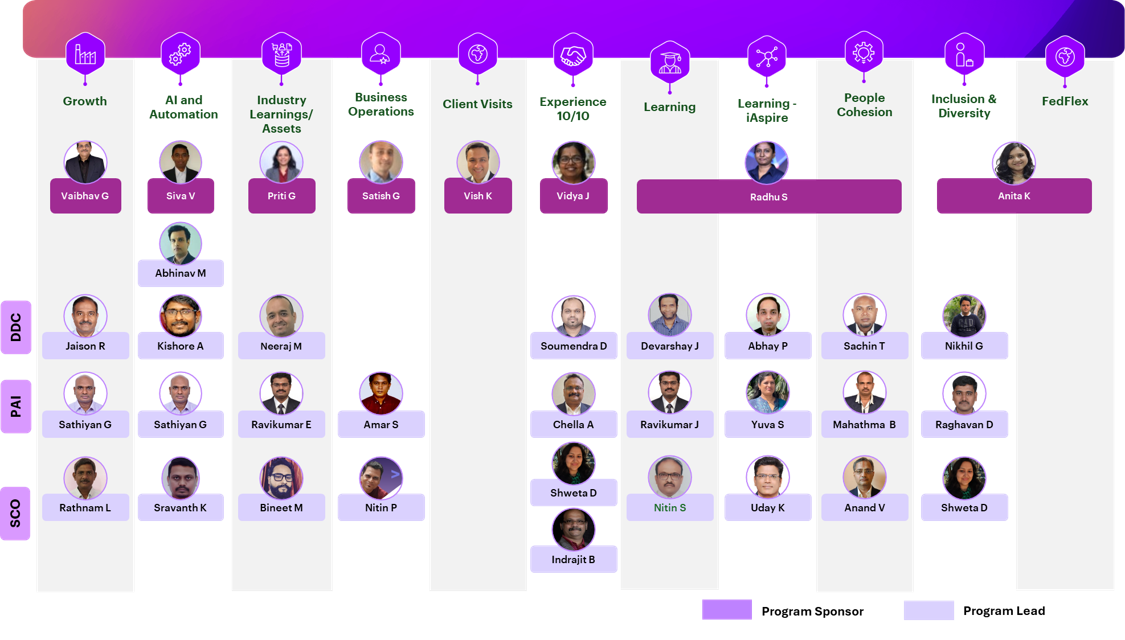 Growth
AI and
Automation
Industry
Learnings/
Assets
Business
Operations
Client Visits
Experience
10/10
Learning
Learning -
iAspire
People
Cohesion
Inclusion &
Diversity
FedFlex
Vaibhav G
Siva V
Priti G
Satish G
Vish K
Vidya J
Radhu S
Anita K
Abhinav M
DDC
Jaison R
Kishore A
Neeraj M
Soumendra D
Devarshay J
Abhay P
Sachin T
Nikhil G
PAI
Sathiyan G
Sathiyan G
Ravikumar E
Amar S
Chella A
Ravikumar J
Yuva S
Mahathma B
Raghavan D
SCO
Rathnam L
Sravanth K
Bineet M
Nitin P
Shweta D
Nitin S
Uday K
Anand V
Shweta D
Indrajit B
Program Sponsor
Program Lead